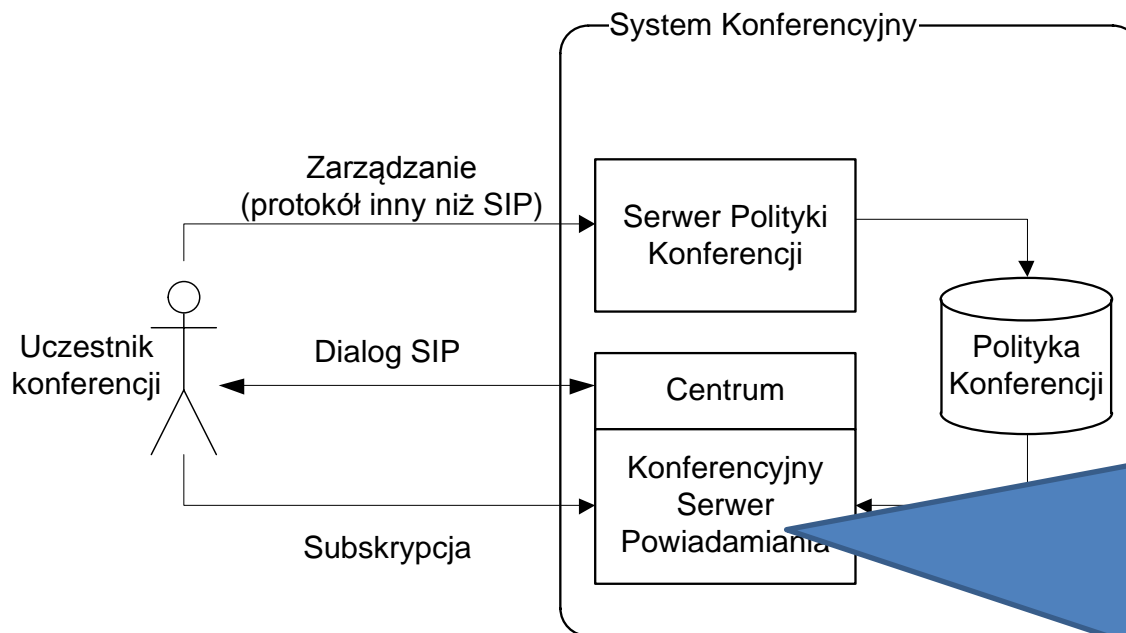 System Konferencyjny
Zarządzanie
(protokół inny niż SIP)
Serwer Polityki
Konferencji
Uczestnik
konferencji
Dialog SIP
Centrum
Polityka
Konferencji
Konferencyjny
Serwer
Powiadamiania
Subskrypcja